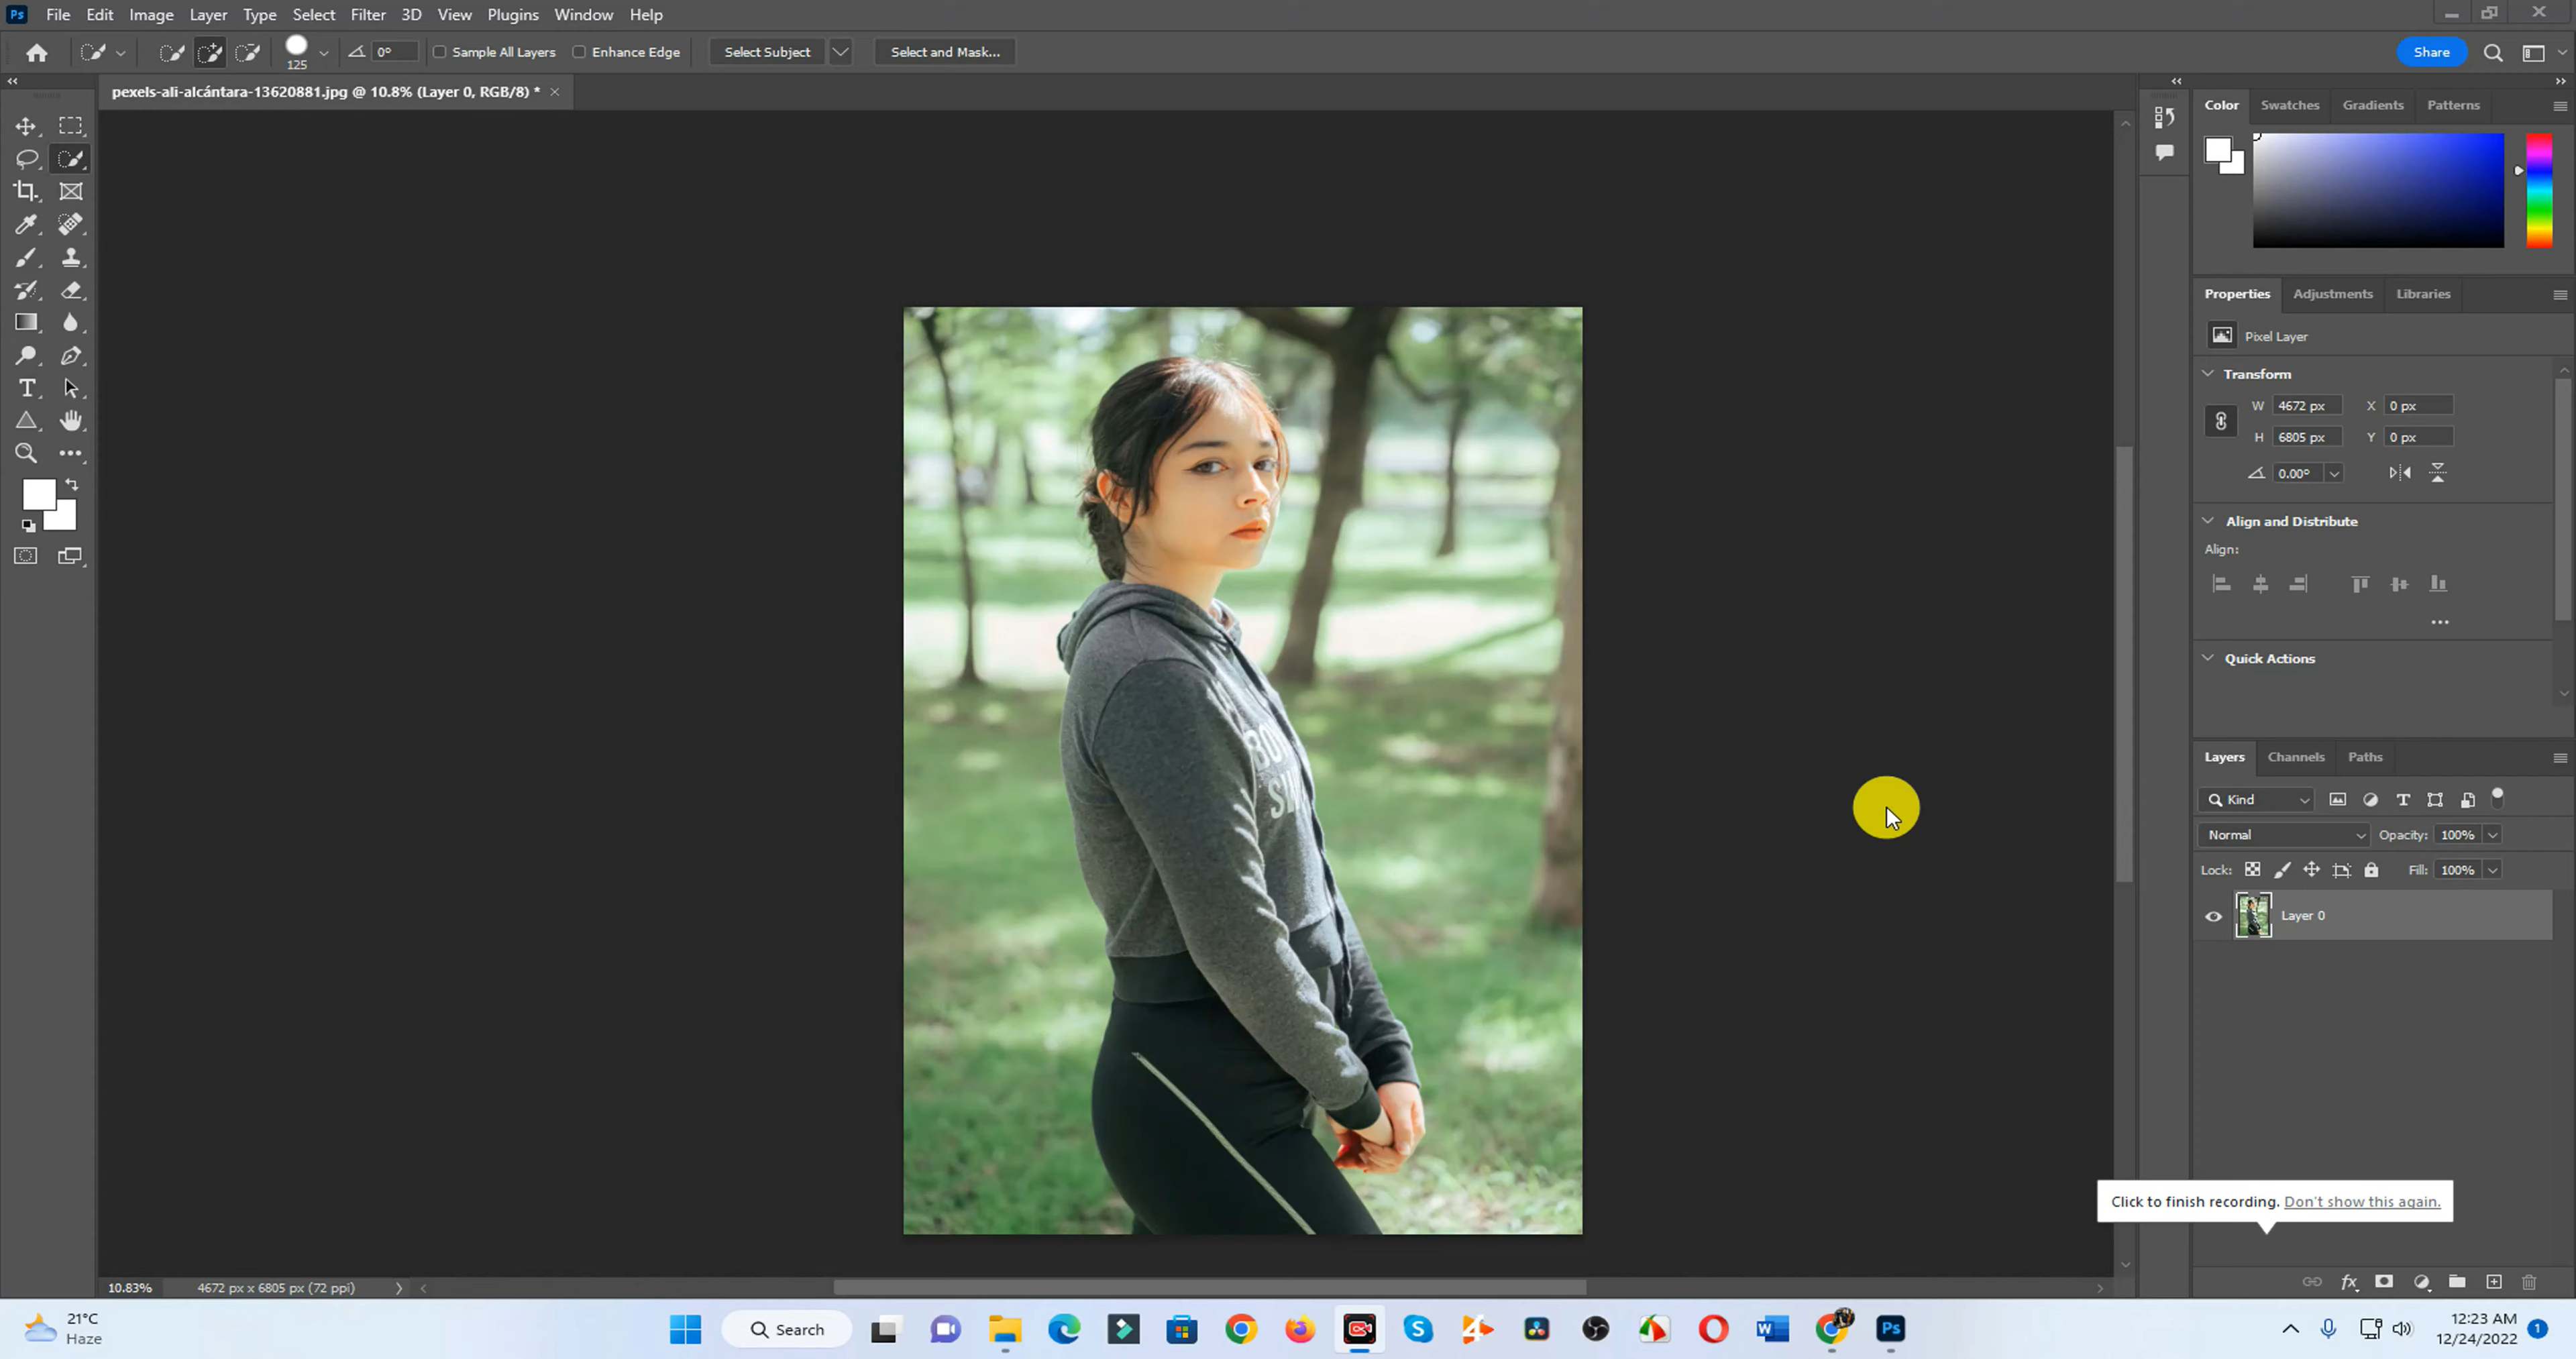 Ps File Edit Image Layer Type Select Filter 3D View Plugins Window Help
125 0° Sample All Layers Enhance Edge Select Subject Select and Mask... Share
pexels-ali-alcántara-13620881.jpg @ 10.8% (Layer 0, RGB/8) * ×
Color Swatches Gradients Patterns
Properties Adjustments Libraries
Pixel Layer
Transform
W 4672 px X 0 px
H 6805 px Y 0 px
0.00°
Align and Distribute
Align:
Quick Actions
Layers Channels Paths
Kind
Normal Opacity: 100%
Lock: Fill: 100%
Layer 0
Click to finish recording. Don't show this again.
10.83% 4672 px x 6805 px (72 ppi)
21°C
Haze
Search
12:23 AM
12/24/2022
1